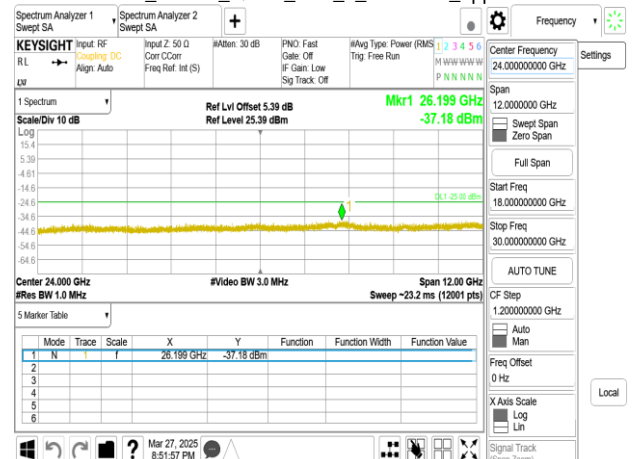 Spectrum Analyzer 1
Swept SA
Spectrum Analyzer 2
Swept SA
+
Frequency
KEYSIGHT
RL
Input: RF
Coupling: DC
Align: Auto
Input Z: 50 Ω
Corr CCorr
Freq Ref: Int (S)
#Atten: 30 dB
PNO: Fast
Gate: Off
IF Gain: Low
Sig Track: Off
#Avg Type: Power (RMS
Trig: Free Run
1 2 3 4 5 6
M W W W W W
P N N N N N
LXI
1 Spectrum
Scale/Div 10 dB
Ref Lvl Offset 5.39 dB
Ref Level 25.39 dBm
Mkr1 26.199 GHz
-37.18 dBm
Log
15.4
5.39
-4.61
-14.6
-24.6
-34.6
-44.6
-54.6
-64.6
DL1 -25.00 dBm
1
Center 24.000 GHz
#Res BW 1.0 MHz
#Video BW 3.0 MHz
Span 12.00 GHz
Sweep ~23.2 ms (12001 pts)
5 Marker Table
Mode Trace Scale X Y Function Function Width Function Value
1 N 1 f 26.199 GHz -37.18 dBm
2
3
4
5
6
Mar 27, 2025
8:51:57 PM
Center Frequency
24.000000000 GHz
Settings
Span
12.0000000 GHz
Swept Span
Zero Span
Full Span
Start Freq
18.000000000 GHz
Stop Freq
30.000000000 GHz
AUTO TUNE
CF Step
1.200000000 GHz
Auto
Man
Freq Offset
0 Hz
X Axis Scale
Log
Lin
Local
Signal Track
(Span Zoom)